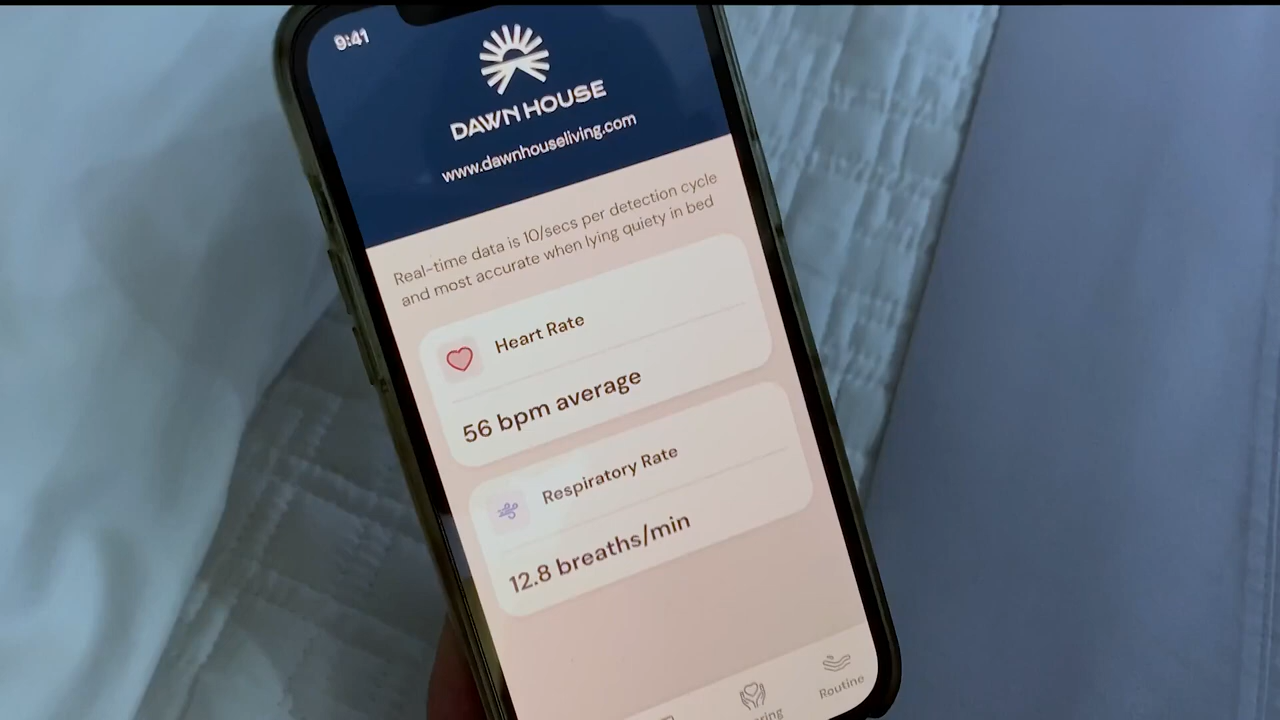 9:41
DAWN HOUSE
www.dawnhouseliving.com
Real-time data is 10/secs per detection cycle
and most accurate when lying quiety in bed
Heart Rate
56 bpm average
Respiratory Rate
12.8 breaths/min
Routine